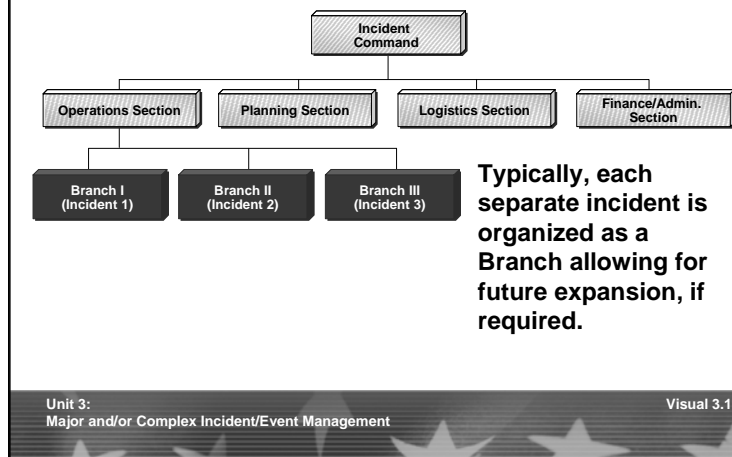 Incident
Command
Operations Section
Planning Section
Logistics Section
Finance/Admin.
Section
Branch I
(Incident 1)
Branch II
(Incident 2)
Branch III
(Incident 3)
Typically, each
separate incident is
organized as a
Branch allowing for
future expansion, if
required.
Unit 3:
Major and/or Complex Incident/Event Management
Visual 3.1